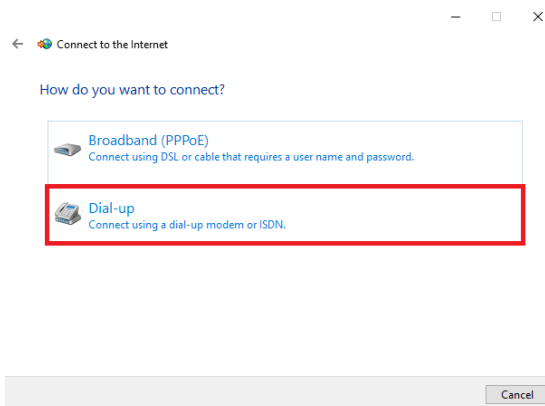 Connect to the Internet
How do you want to connect?
Broadband (PPPoE)
Connect using DSL or cable that requires a user name and password.
Dial-up
Connect using a dial-up modem or ISDN.
Cancel